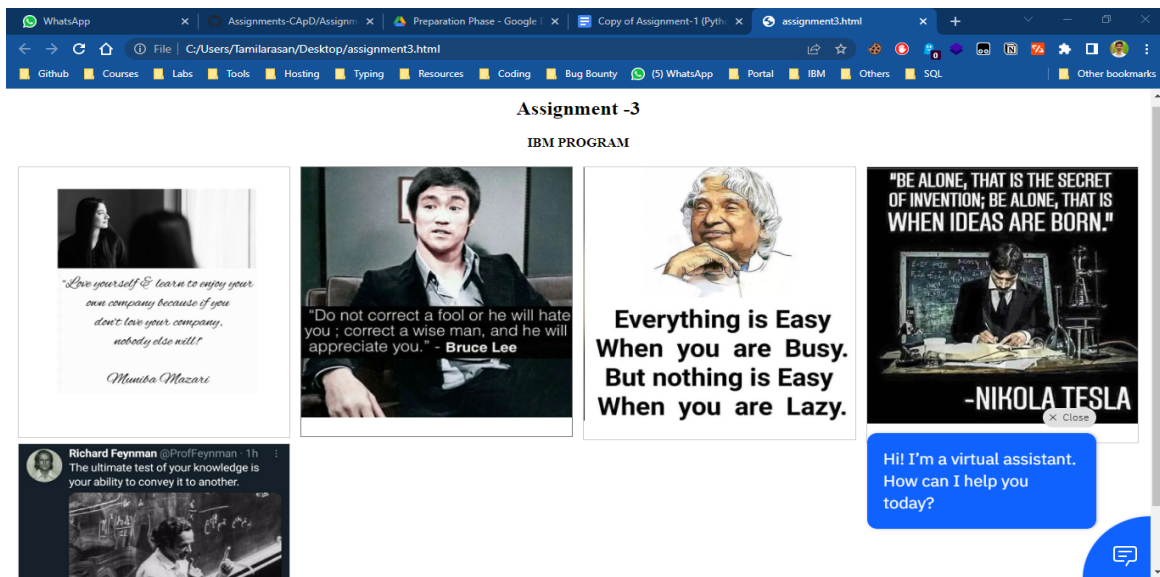 WhatsApp
Assignments-CApD/Assignm
Preparation Phase - Google
Copy of Assignment-1 (Pyth
assignment3.html
File | C:/Users/Tamilarasan/Desktop/assignment3.html
0
Github
Courses
Labs
Tools
Hosting
Typing
Resources
Coding
Bug Bounty
(5) WhatsApp
Portal
IBM
Others
SQL
Other bookmarks
Assignment -3
IBM PROGRAM
"Love yourself & learn to enjoy your
own company because if you
don't love your company,
nobody else will!"
Muniba Mazari
"Do not correct a fool or he will hate
you ; correct a wise man, and he will
appreciate you." - Bruce Lee
Everything is Easy
When you are Busy.
But nothing is Easy
When you are Lazy.
"BE ALONE, THAT IS THE SECRET
OF INVENTION; BE ALONE, THAT IS
WHEN IDEAS ARE BORN."
-NIKOLA TESLA
Richard Feynman @ProfFeynman · 1h
The ultimate test of your knowledge is
your ability to convey it to another.
× Close
Hi! I'm a virtual assistant.
How can I help you
today?